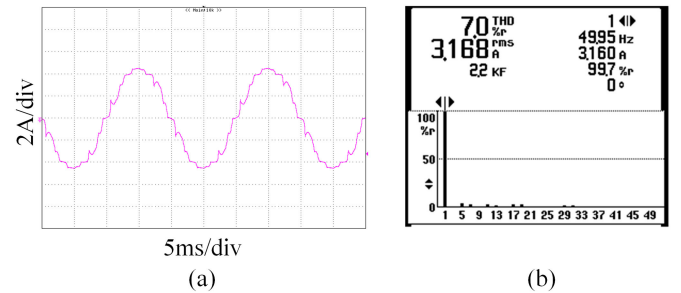 << Main:10k >>
2A/div
5ms/div
(a)
7.0 THD %r
3.168 rms A
2.2 KF
1
49.95 Hz
3.160 A
99.7 %r
0 °
100
%r
50
0
1 5 9 13 17 21 25 29 33 37 41 45 49
(b)